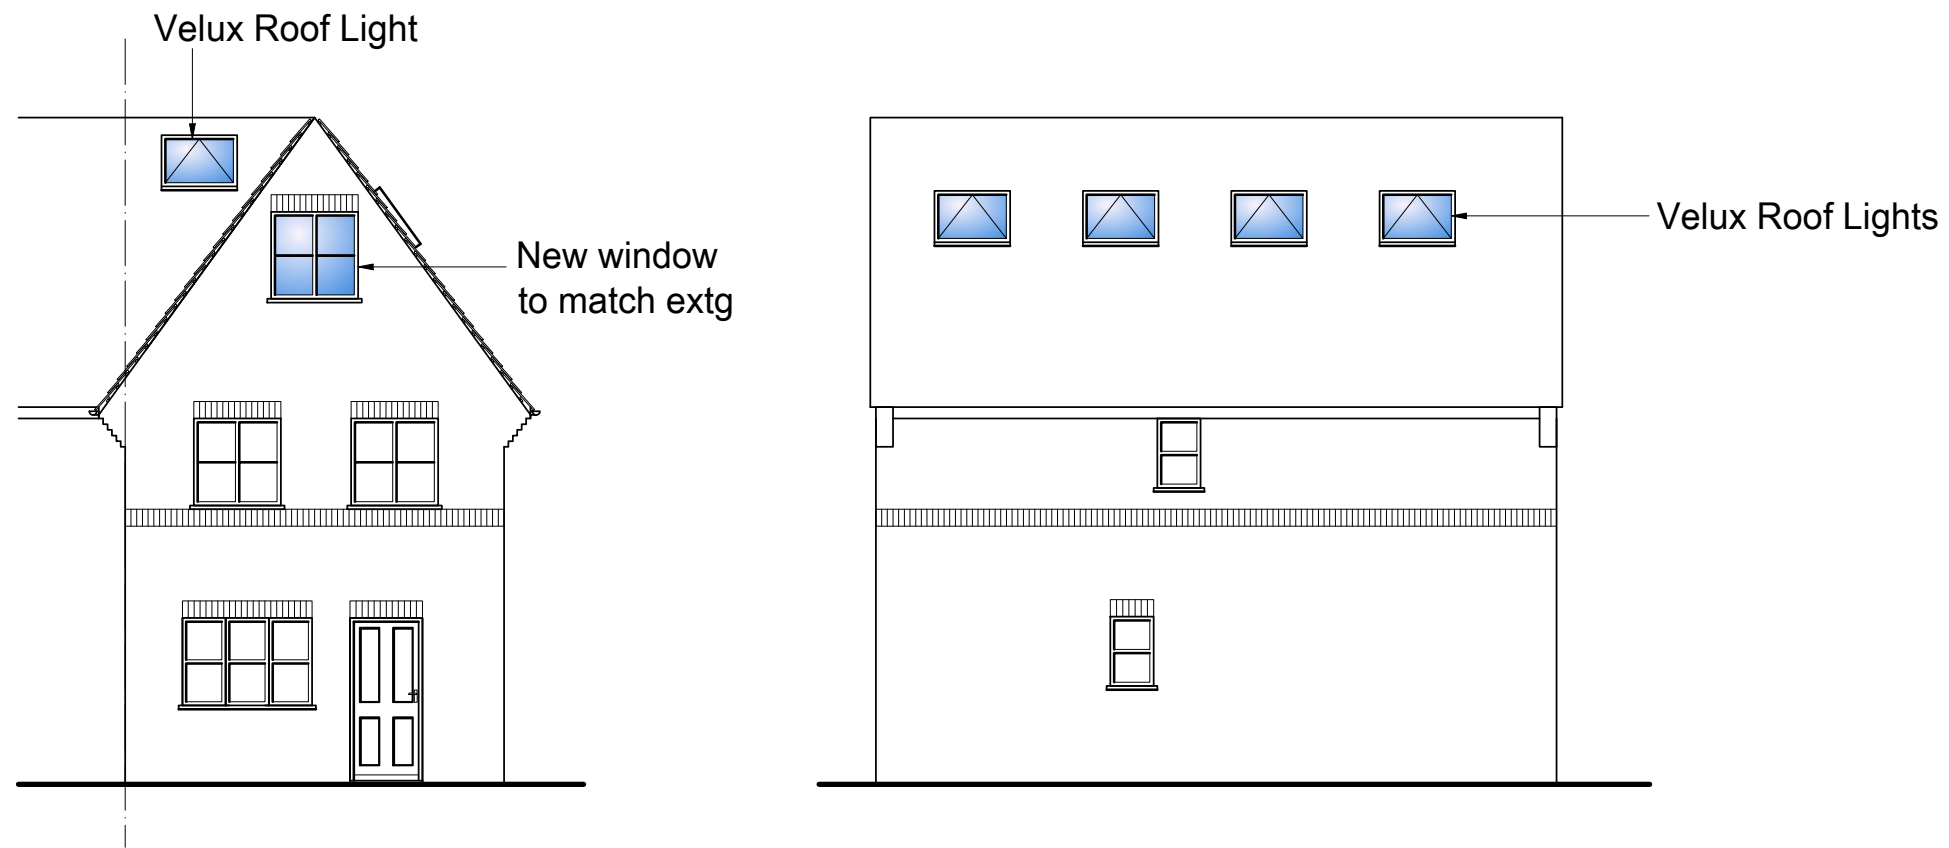 Velux Roof Light
New window
to match extg
Velux Roof Lights